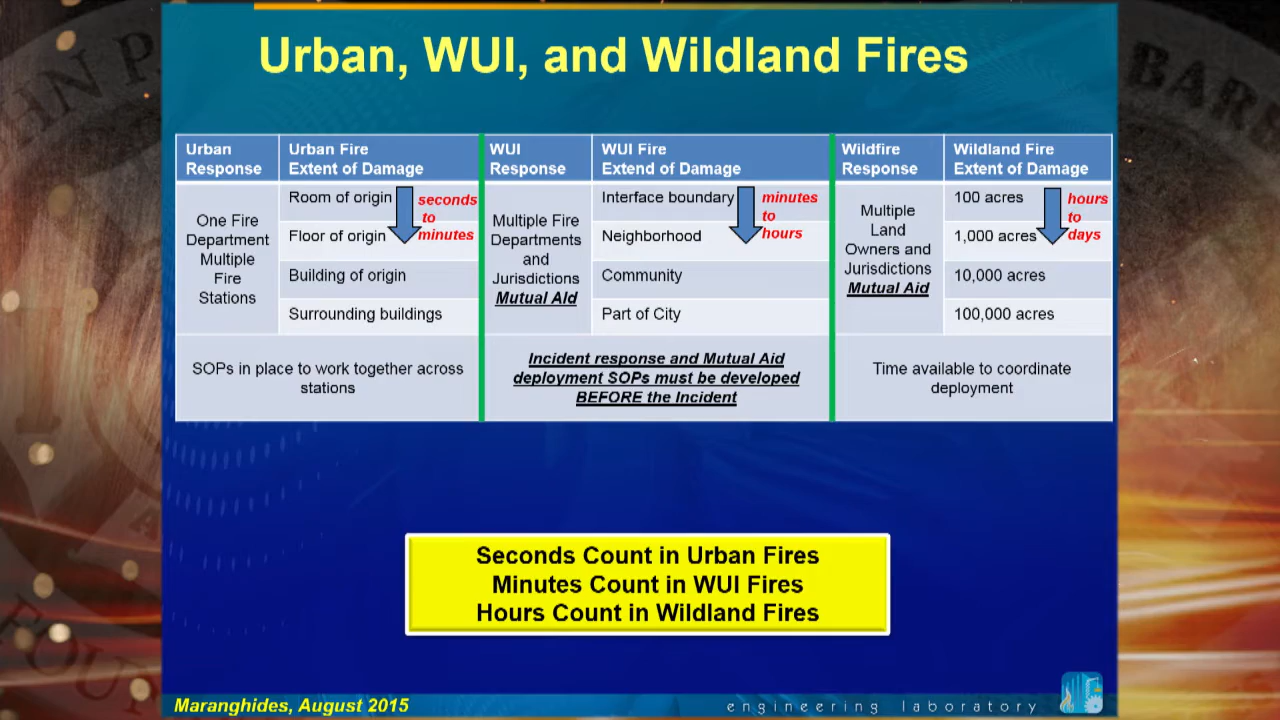 Urban, WUI, and Wildland Fires
Urban
Response
Urban Fire
Extent of Damage
WUI
Response
WUI Fire
Extend of Damage
Wildfire
Response
Wildland Fire
Extent of Damage
One Fire
Department
Multiple
Fire
Stations
Room of origin
Floor of origin
Building of origin
Surrounding buildings
seconds
to
minutes
Multiple Fire
Departments
and
Jurisdictions
Mutual Aid
Interface boundary
Neighborhood
Community
Part of City
minutes
to
hours
Multiple
Land
Owners and
Jurisdictions
Mutual Aid
100 acres
1,000 acres
10,000 acres
100,000 acres
hours
to
days
SOPs in place to work together across
stations
Incident response and Mutual Aid
deployment SOPs must be developed
BEFORE the Incident
Time available to coordinate
deployment
Seconds Count in Urban Fires
Minutes Count in WUI Fires
Hours Count in Wildland Fires
Maranghides, August 2015
engineering laboratory